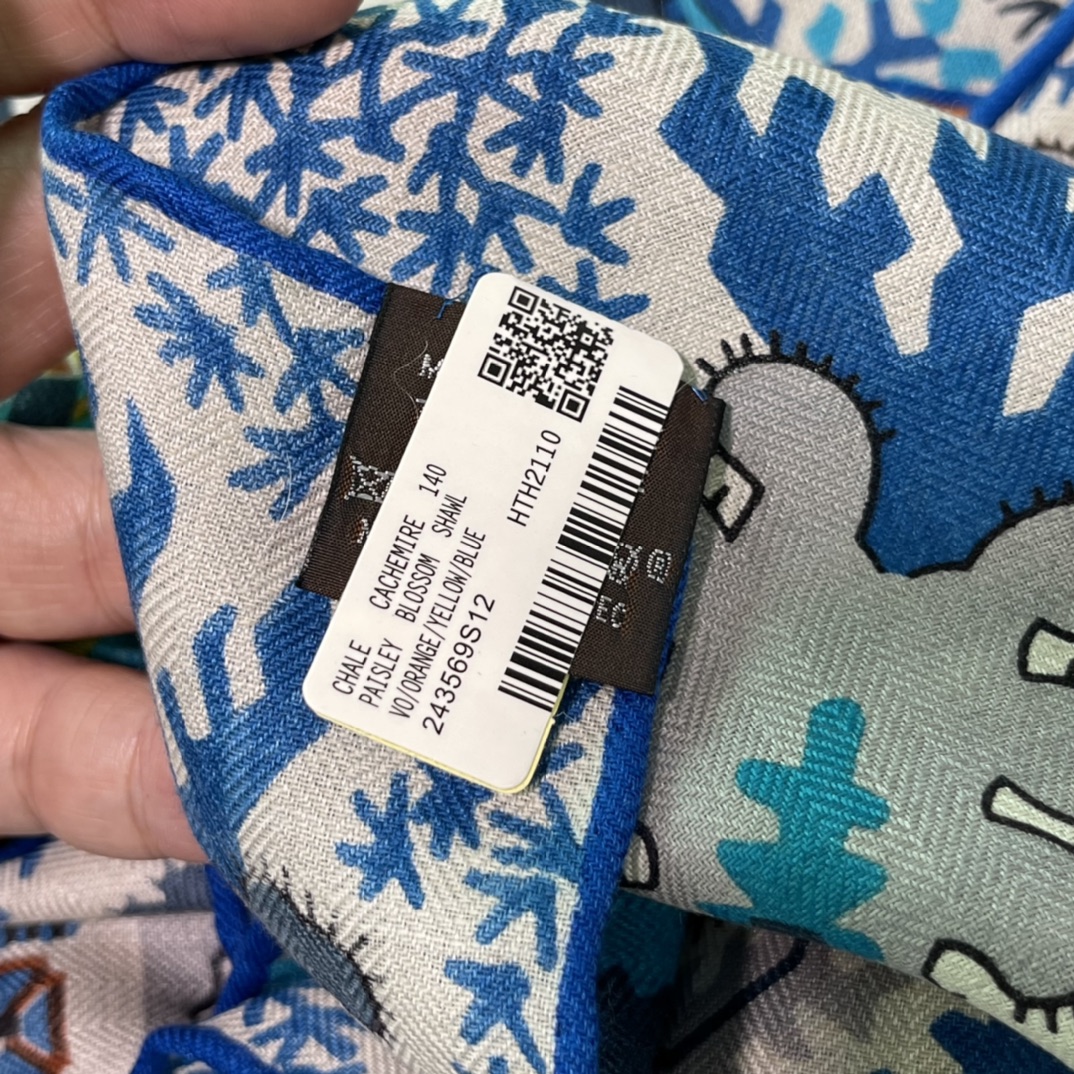 CHALE CACHEMIRE 140
PAISLEY BLOSSOM SHAWL
VO/ORANGE/YELLOW/BLUE
243569S12 HTH2110